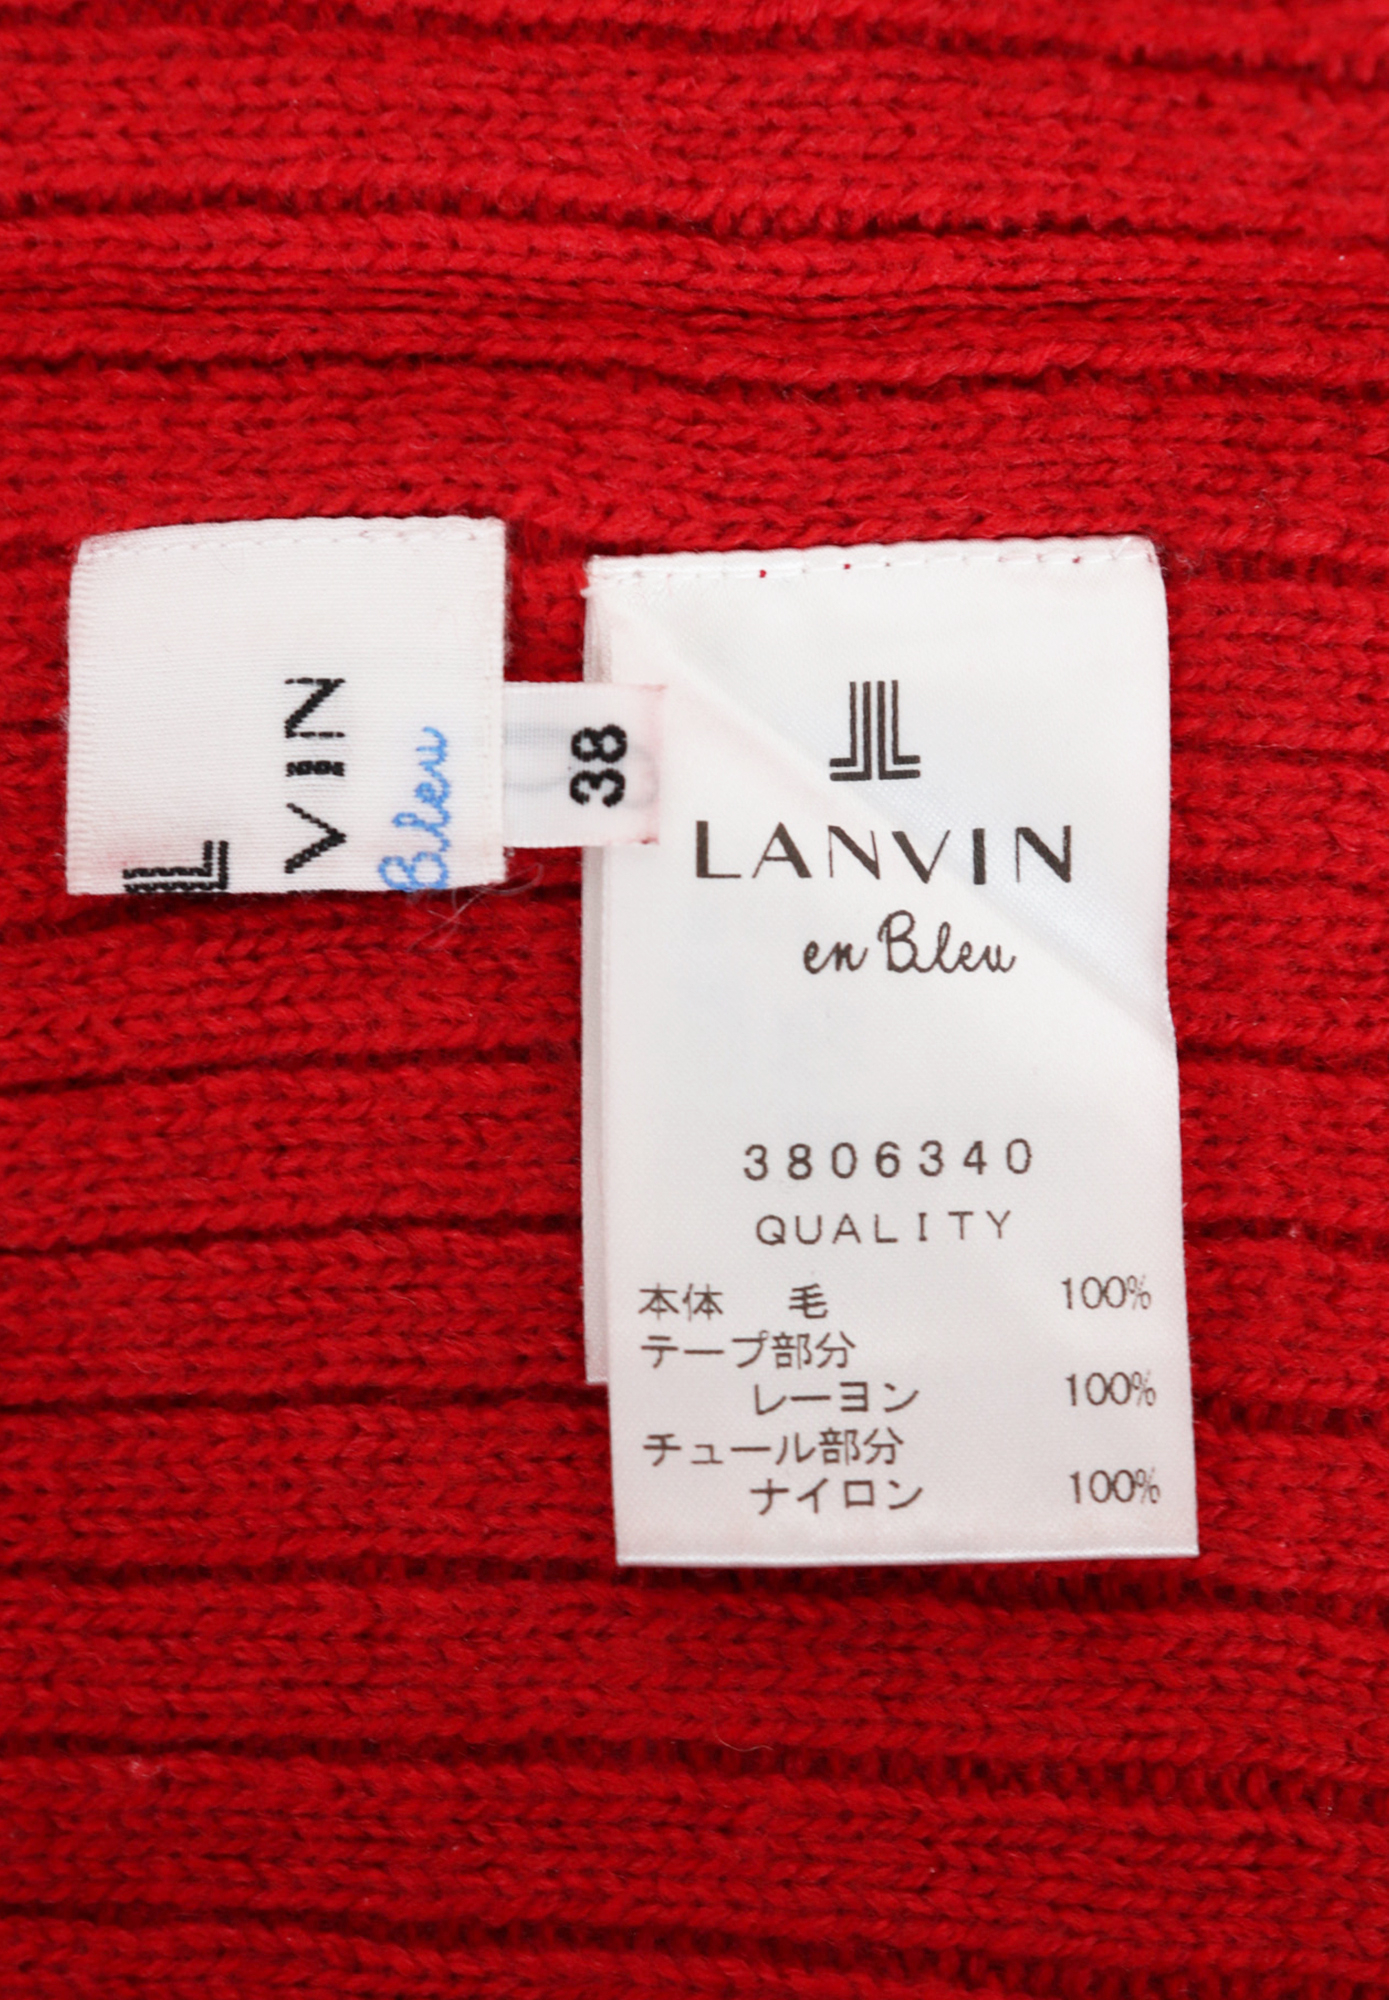 VIN
Bleu
38
LANVIN
en Bleu
3806340
QUALITY
本体 毛 100%
テープ部分
レーヨン 100%
チュール部分
ナイロン 100%